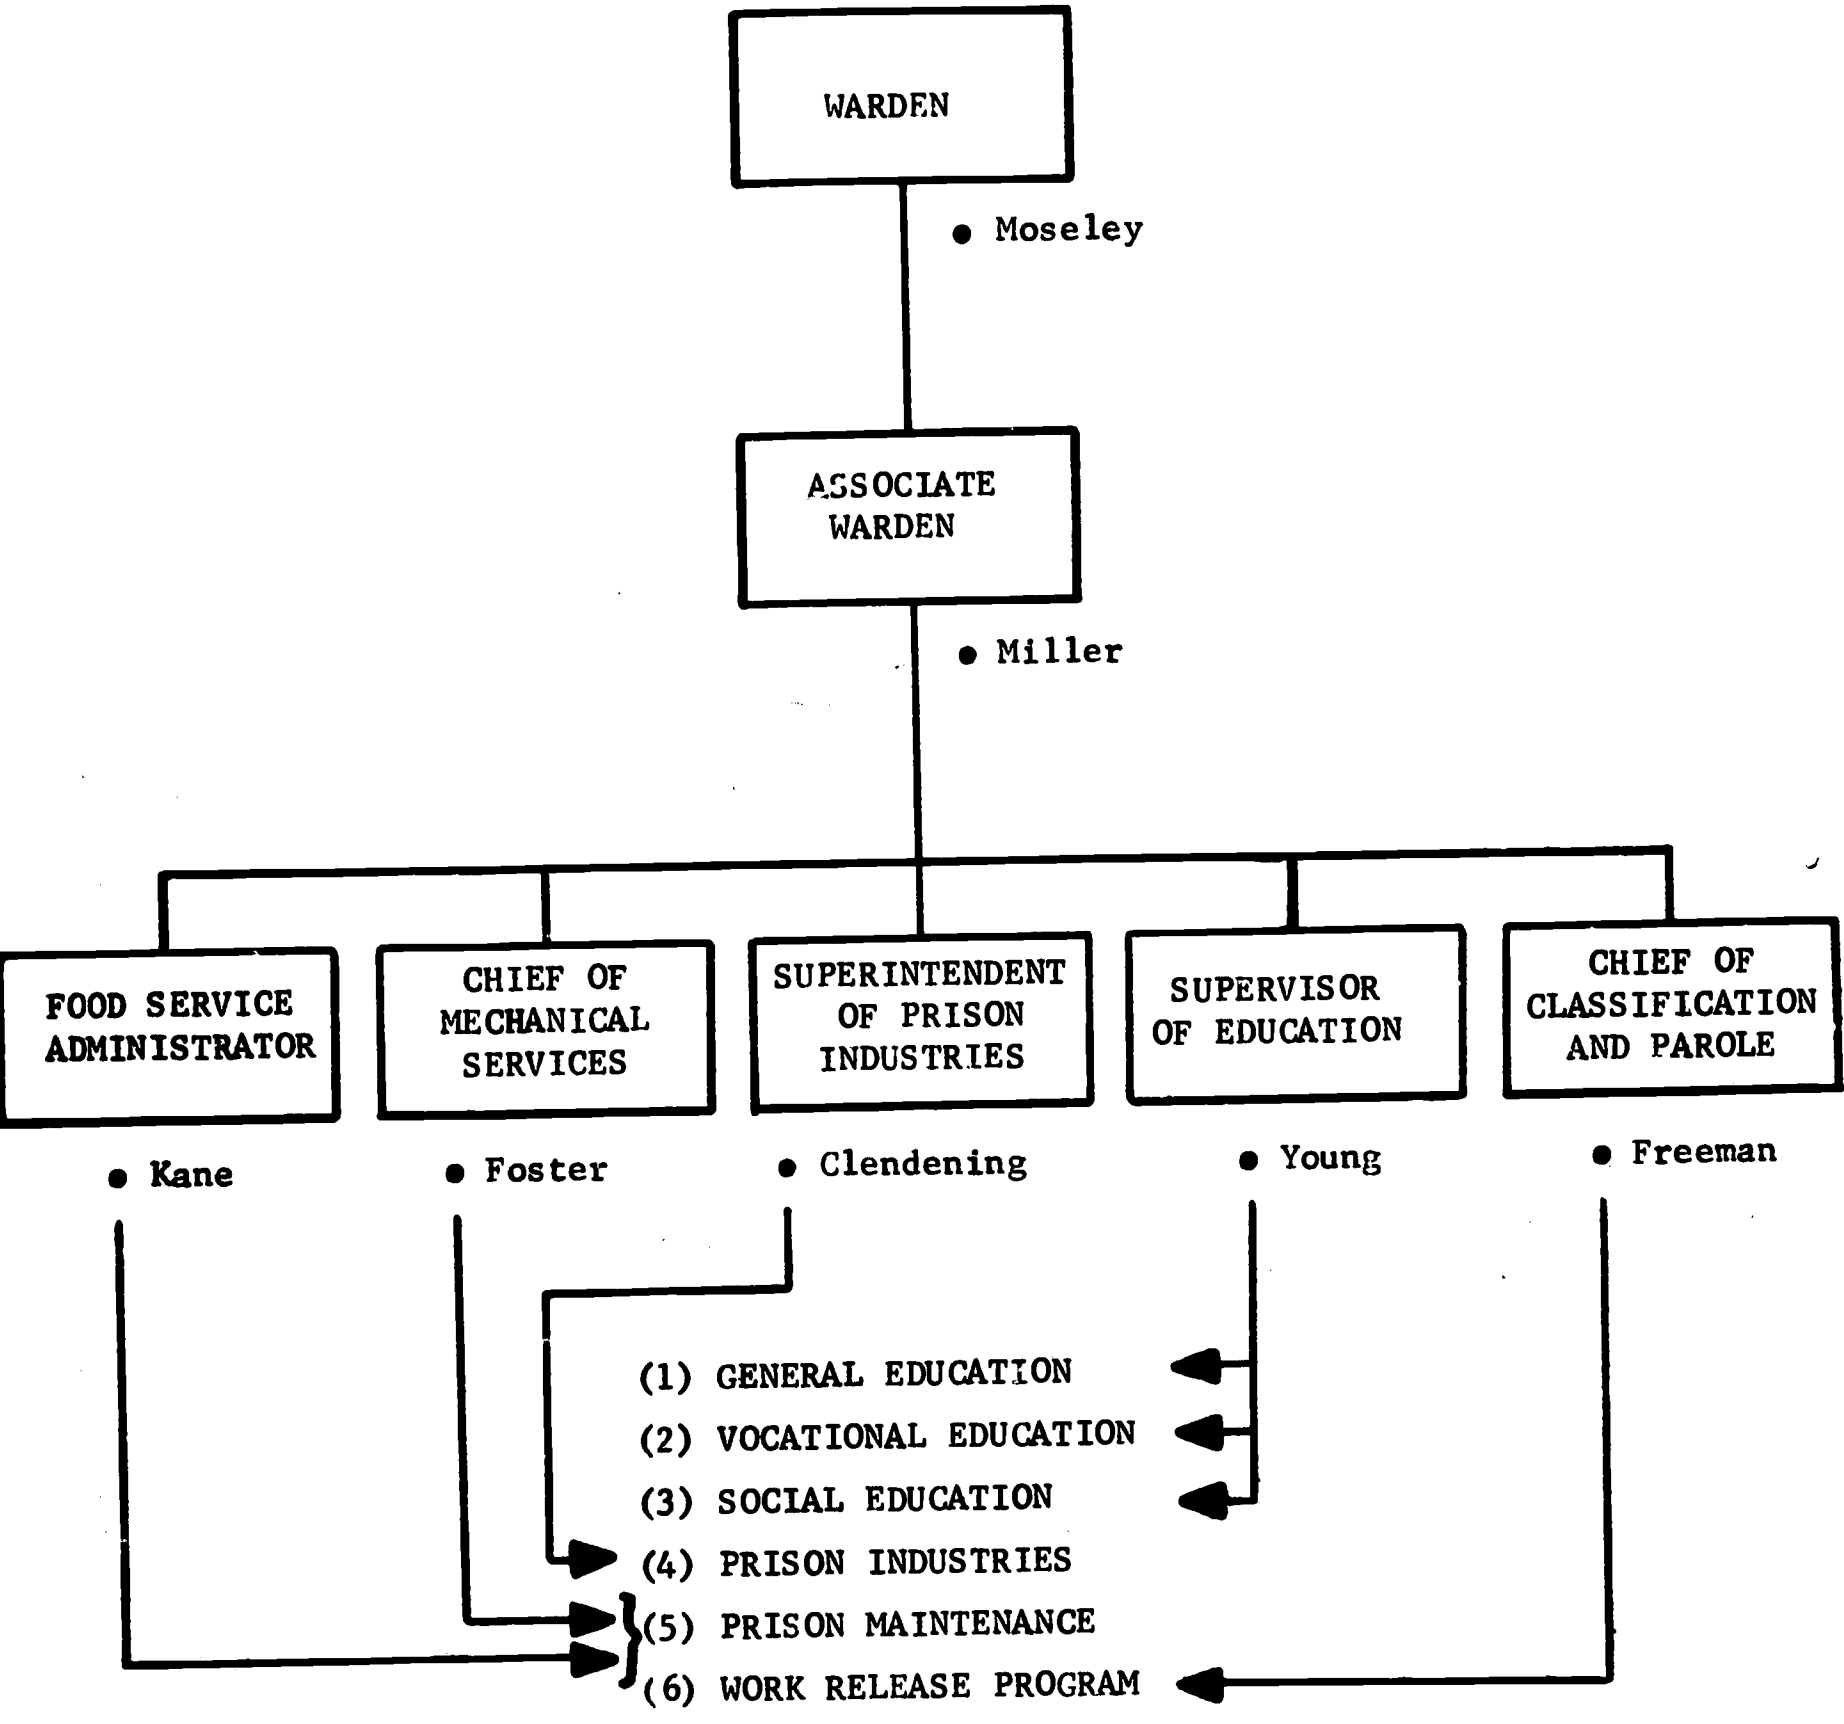 WARDEN
• Moseley
ASSOCIATE
WARDEN
• Miller
FOOD SERVICE
ADMINISTRATOR
• Kane
CHIEF OF
MECHANICAL
SERVICES
• Foster
SUPERINTENDENT
OF PRISON
INDUSTRIES
• Clendening
SUPERVISOR
OF EDUCATION
• Young
CHIEF OF
CLASSIFICATION
AND PAROLE
• Freeman
(1) GENERAL EDUCATION
(2) VOCATIONAL EDUCATION
(3) SOCIAL EDUCATION
(4) PRISON INDUSTRIES
(5) PRISON MAINTENANCE
(6) WORK RELEASE PROGRAM